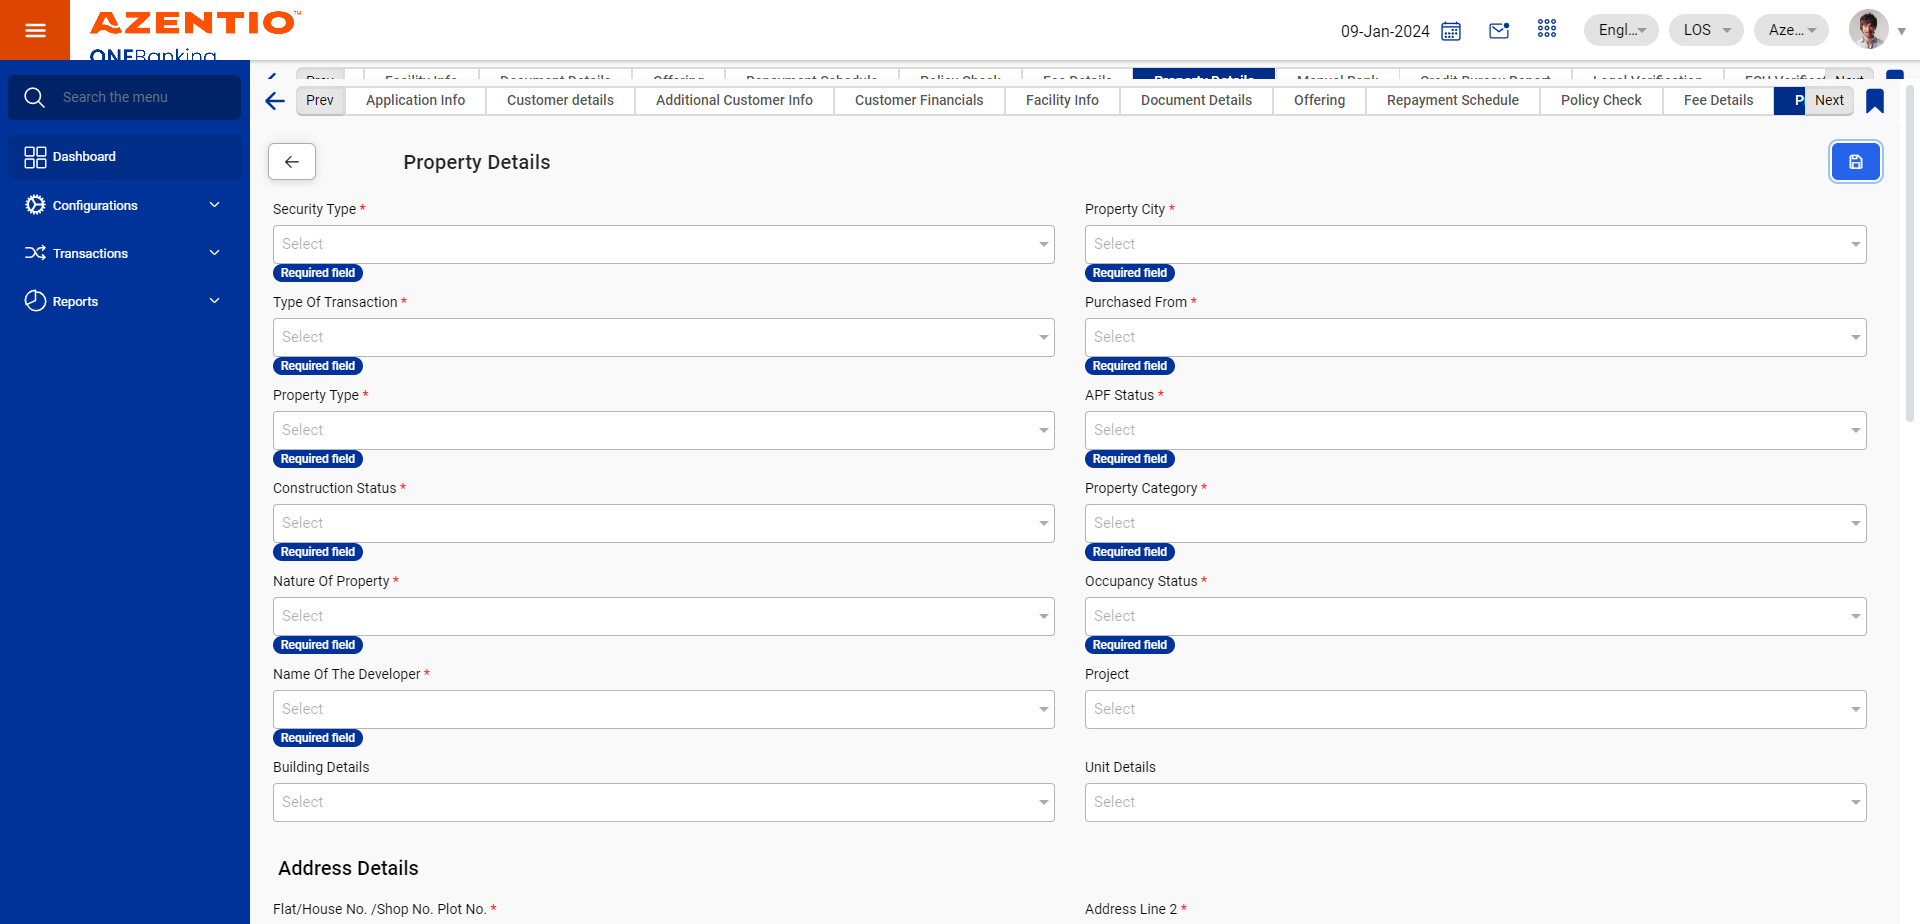 AZENTIO™
ONEBanking
09-Jan-2024
Engl...
LOS
Aze...
Search the menu
Dashboard
Configurations
Transactions
Reports
Prev Facility Info Document Details Offering Repayment Schedule Policy Check Fee Details Property Details Manual Bank Credit Bureau Report Legal Verification Next
Prev Application Info Customer details Additional Customer Info Customer Financials Facility Info Document Details Offering Repayment Schedule Policy Check Fee Details P Next
Property Details
Security Type * Property City *
Select Select
Required field Required field
Type Of Transaction * Purchased From *
Select Select
Required field Required field
Property Type * APF Status *
Select Select
Required field Required field
Construction Status * Property Category *
Select Select
Required field Required field
Nature Of Property * Occupancy Status *
Select Select
Required field Required field
Name Of The Developer * Project
Select Select
Required field
Building Details Unit Details
Select Select
Address Details
Flat/House No. /Shop No. Plot No. * Address Line 2 *